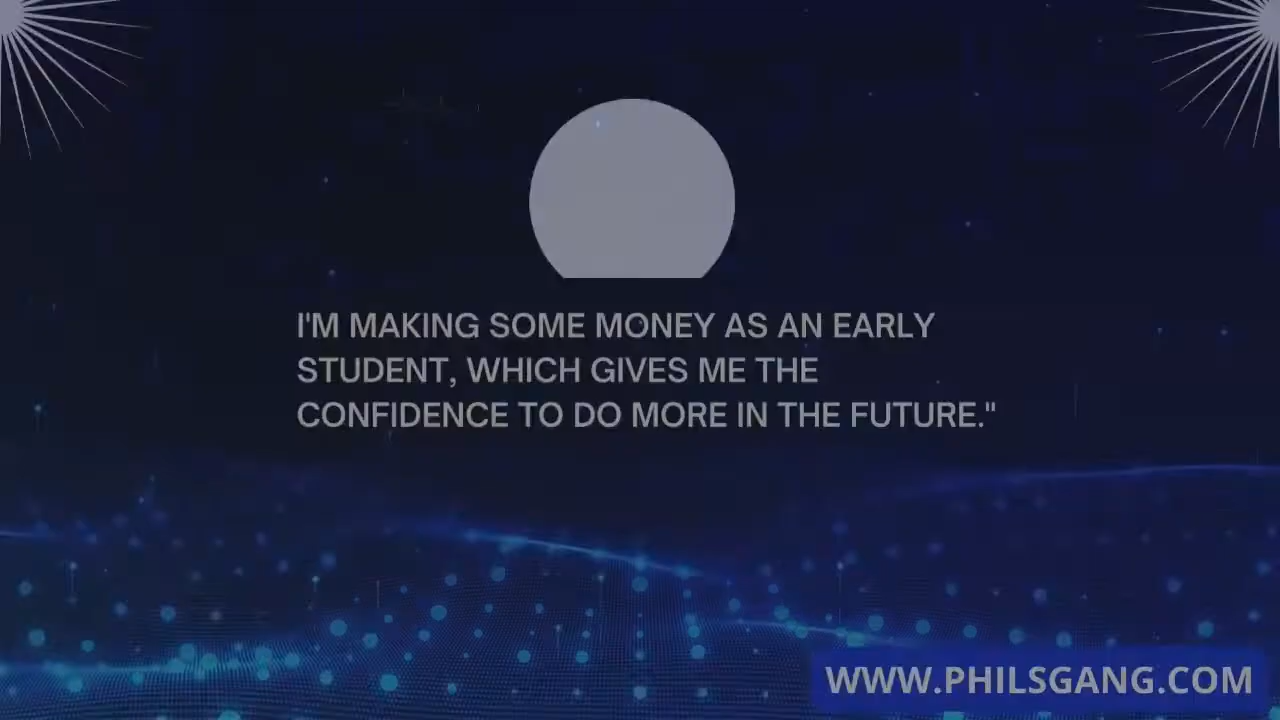 I'M MAKING SOME MONEY AS AN EARLY
STUDENT, WHICH GIVES ME THE
CONFIDENCE TO DO MORE IN THE FUTURE."
WWW.PHILSGANG.COM